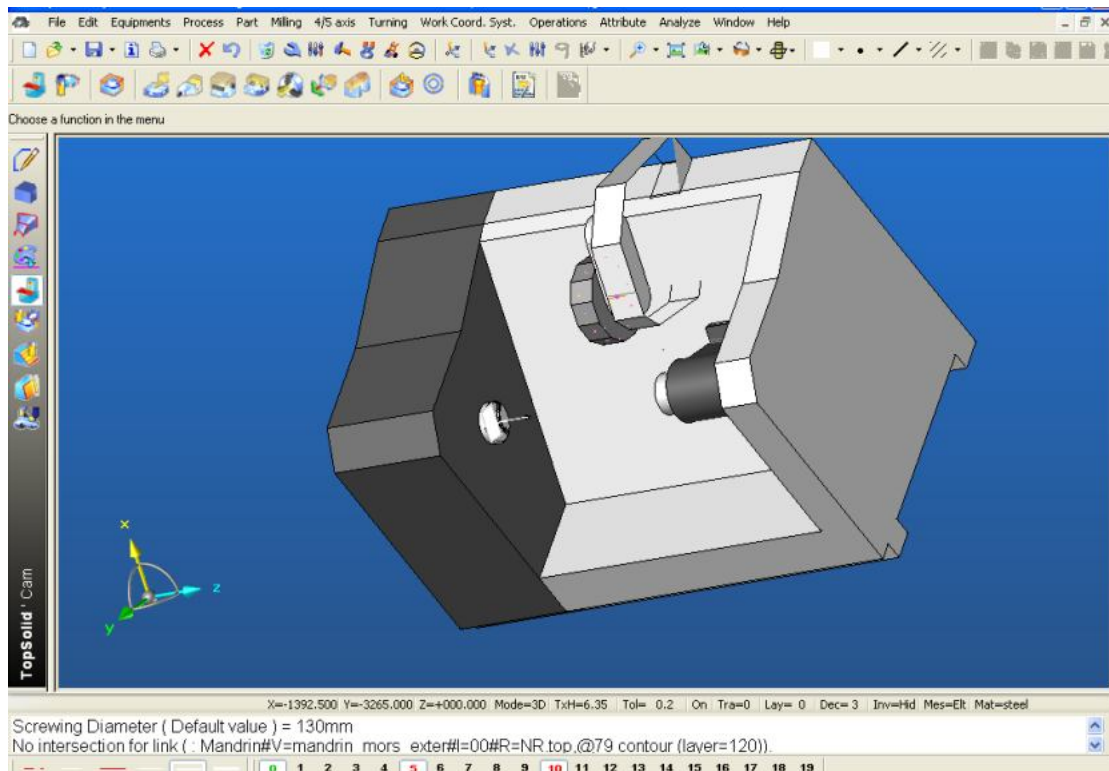 File Edit Equipments Process Part Milling 4/5 axis Turning Work Coord. Syst. Operations Attribute Analyze Window Help
Choose a function in the menu
x
z
y
TopSolid'Cam
X=-1392.500 Y=-3265.000 Z=+000.000 Mode=3D TxH=6.35 Tol= 0.2 On Tra=0 Lay= 0 Dec= 3 Inv=Hid Mes=Elt Mat=steel
Screwing Diameter ( Default value ) = 130mm
No intersection for link ( : Mandrin#V=mandrin mors exter#I=00#R=NR.top,@79 contour (layer=120)).
0 1 2 3 4 5 6 7 8 9 10 11 12 13 14 15 16 17 18 19